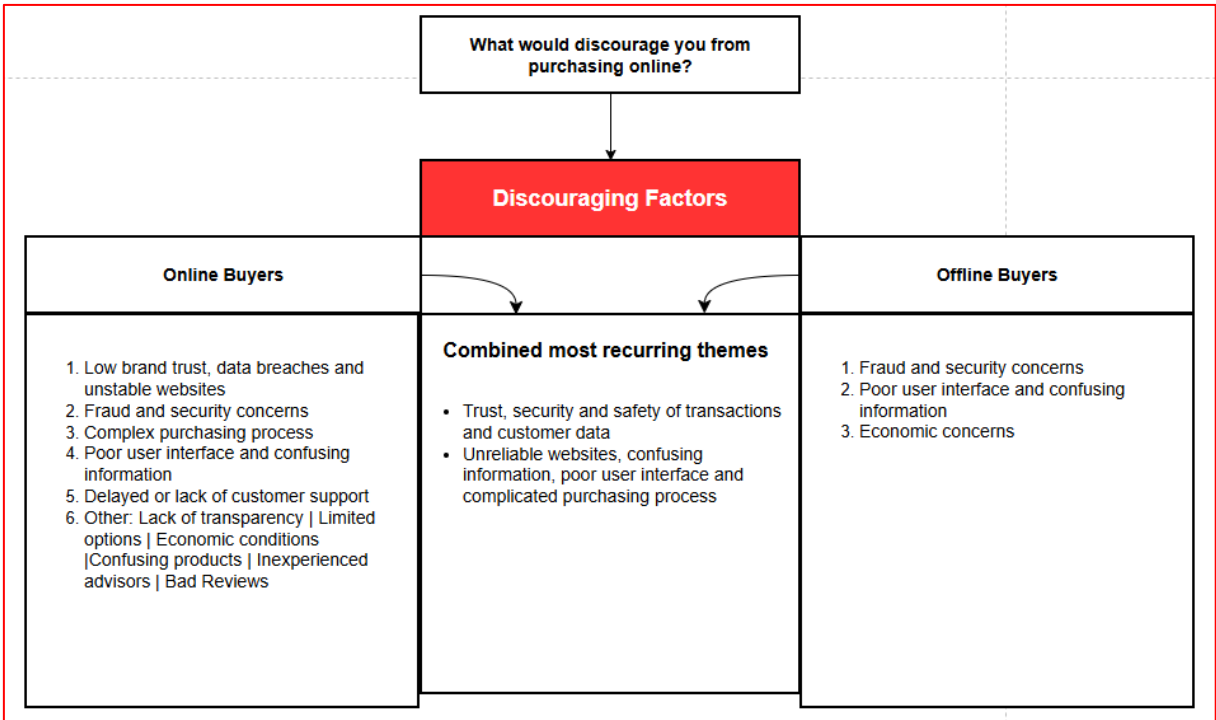 What would discourage you from
purchasing online?
Discouraging Factors
Online Buyers
1. Low brand trust, data breaches and
unstable websites
2. Fraud and security concerns
3. Complex purchasing process
4. Poor user interface and confusing
information
5. Delayed or lack of customer support
6. Other: Lack of transparency | Limited
options | Economic conditions
|Confusing products | Inexperienced
advisors | Bad Reviews
Combined most recurring themes
• Trust, security and safety of transactions
and customer data
• Unreliable websites, confusing
information, poor user interface and
complicated purchasing process
Offline Buyers
1. Fraud and security concerns
2. Poor user interface and confusing
information
3. Economic concerns